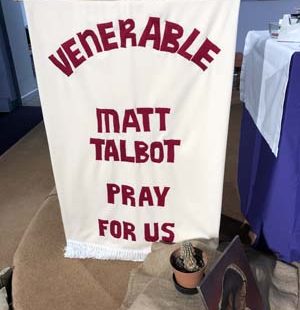 VENERABLE
MATT
TALBOT
PRAY
FOR US